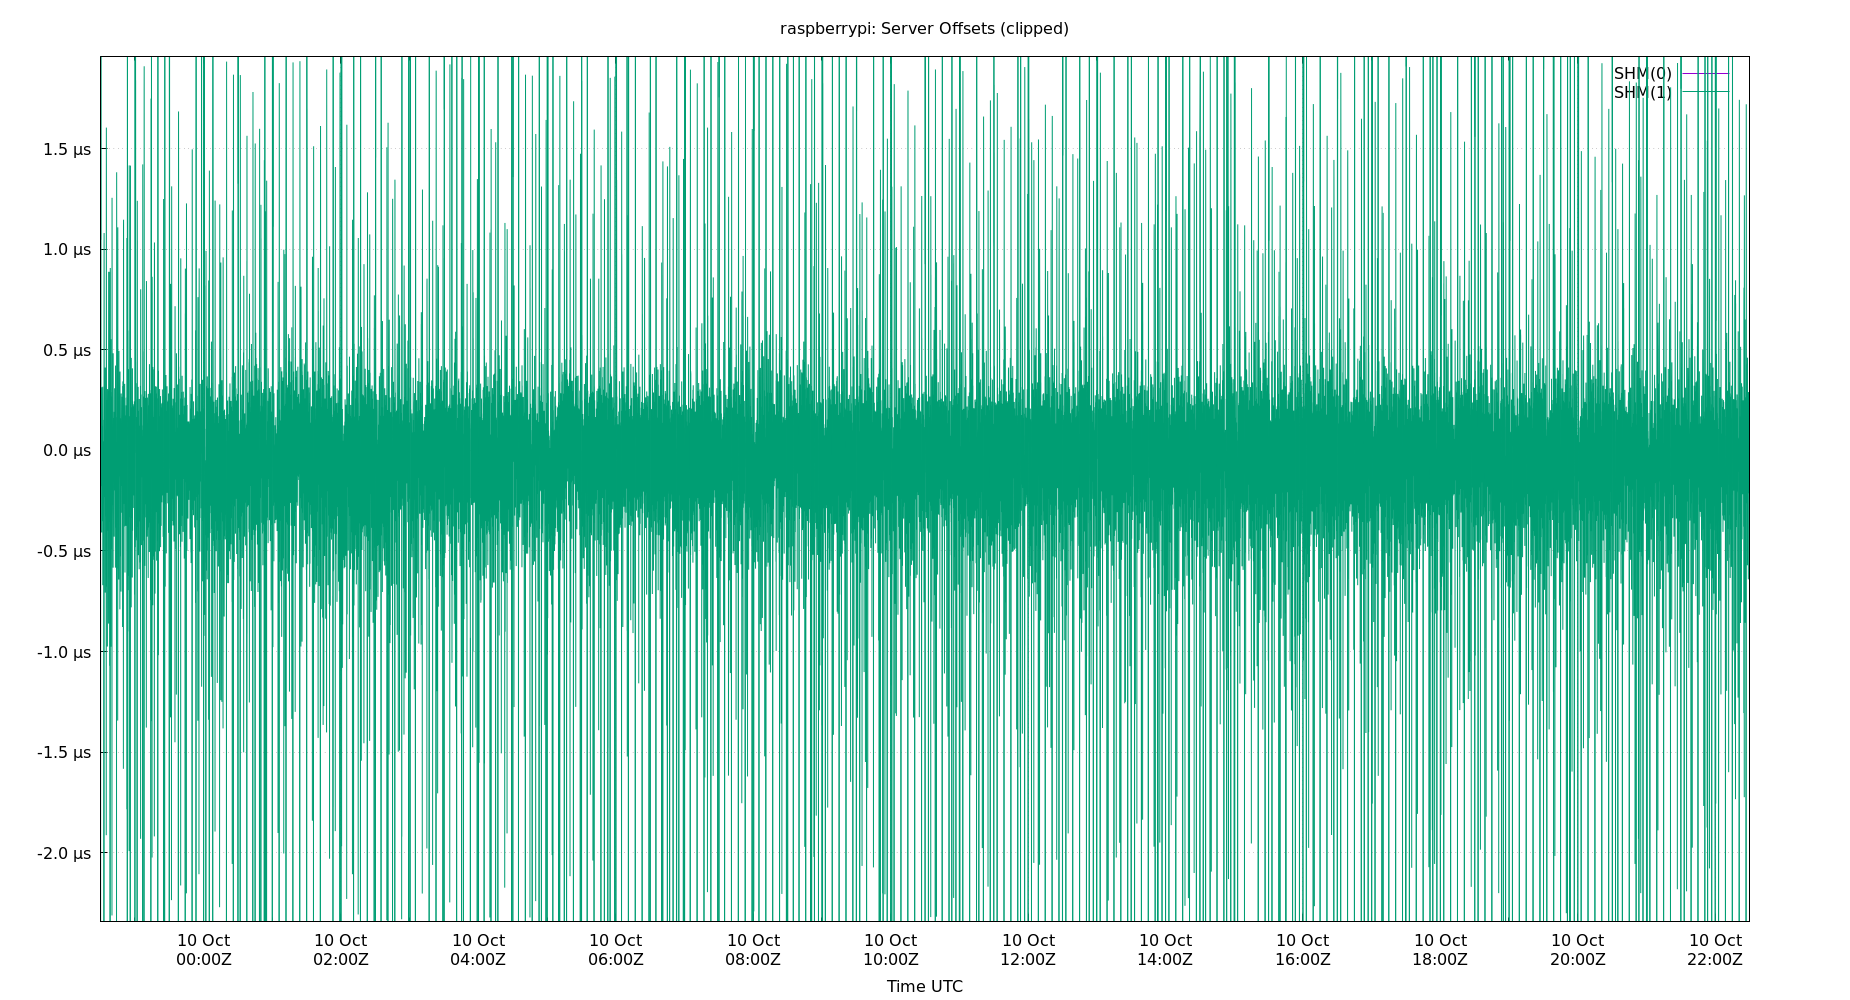 raspberrypi: Server Offsets (clipped)
SHM(0)
SHM(1)
1.5 µs
1.0 µs
0.5 µs
0.0 µs
-0.5 µs
-1.0 µs
-1.5 µs
-2.0 µs
10 Oct 10 Oct 10 Oct 10 Oct 10 Oct 10 Oct 10 Oct 10 Oct 10 Oct 10 Oct 10 Oct 10 Oct
00:00Z 02:00Z 04:00Z 06:00Z 08:00Z 10:00Z 12:00Z 14:00Z 16:00Z 18:00Z 20:00Z 22:00Z
Time UTC